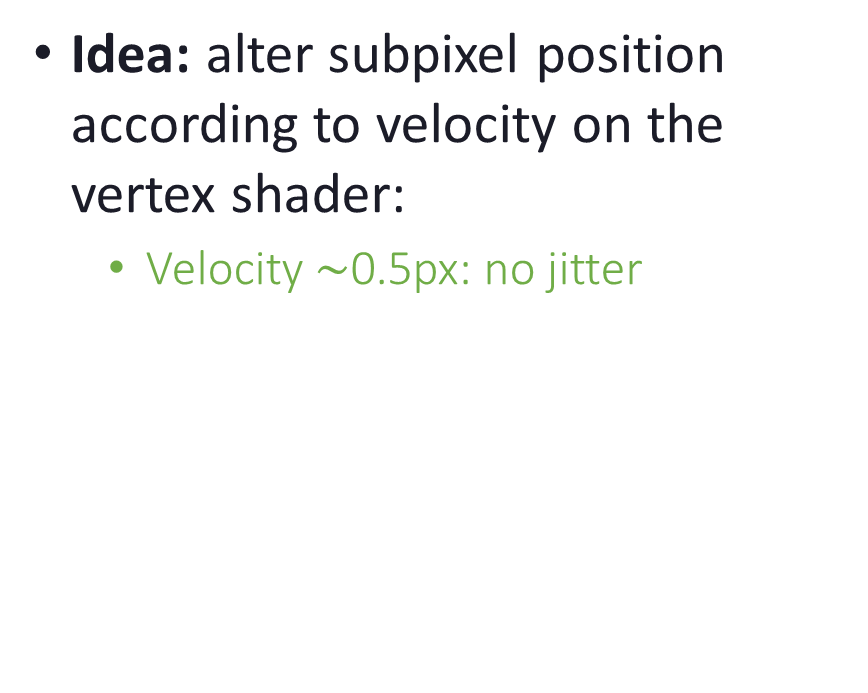 • Idea: alter subpixel position
according to velocity on the
vertex shader:
• Velocity ~0.5px: no jitter